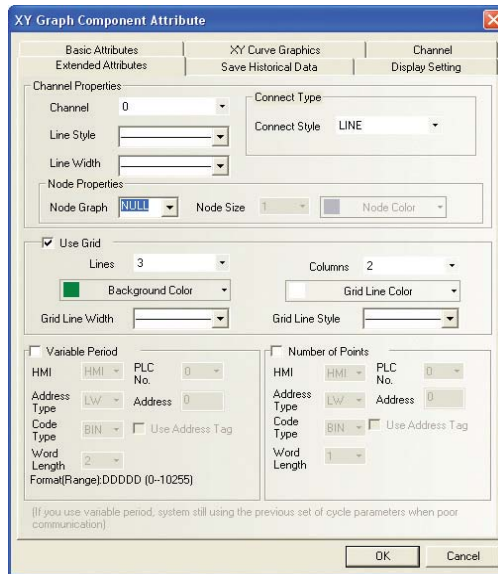 XY Graph Component Attribute
Basic Attributes XY Curve Graphics Channel
Extended Attributes Save Historical Data Display Setting
Channel Properties
Channel 0
Connect Type
Connect Style LINE
Line Style
Line Width
Node Properties
Node Graph NULL Node Size 1 Node Color
Use Grid
Lines 3 Columns 2
Background Color Grid Line Color
Grid Line Width Grid Line Style
Variable Period
HMI HMI PLC No. 0
Address Type LW Address 0
Code Type BIN Use Address Tag
Word Length 2
Format(Range):DDDDD (0--10255)
Number of Points
HMI HMI PLC No. 0
Address Type LW Address 0
Code Type BIN Use Address Tag
Word Length 1
(If you use variable period, system still using the previous set of cycle parameters when poor
communication)
OK Cancel